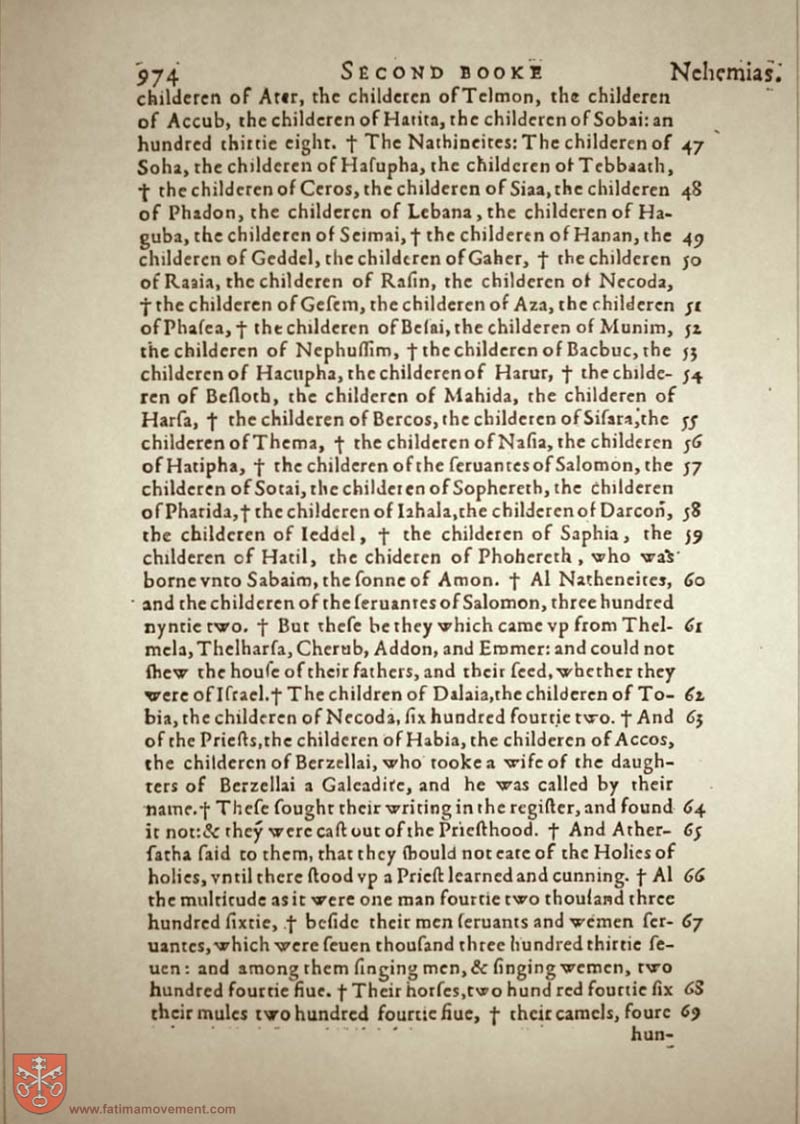 974 SECOND BOOKE Nehemias.
childeren of Ater, the childeren of Telmon, the childeren
of Accub, the childeren of Hatita, the childeren of Sobai: an
hundred thirtie eight. † The Nathineites: The childeren of 47
Soha, the childeren of Haſupha, the childeren of Tebbaath,
† the childeren of Ceros, the childeren of Siaa, the childeren 48
of Phadon, the childeren of Lebana, the childeren of Ha-
guba, the childeren of Selmai, † the childeren of Hanan, the 49
childeren of Geddel, the childeren of Gaher, † the childeren 50
of Raaia, the childeren of Raſin, the childeren of Necoda,
† the childeren of Geſem, the childeren of Aza, the childeren 51
of Phaſea, † the childeren of Beſai, the childeren of Munim, 52
the childeren of Nephuſſim, † the childeren of Bacbuc, the 53
childeren of Hacupha, the childeren of Harur, † the childe- 54
ren of Beſloth, the childeren of Mahida, the childeren of
Harſa, † the childeren of Bercos, the childeren of Siſara, the 55
childeren of Thema, † the childeren of Naſia, the childeren 56
of Hatipha, † the childeren of the ſeruantes of Salomon, the 57
childeren of Sotai, the childeren of Sophereth, the childeren
of Pharida, † the childeren of Iahala, the childeren of Darcon, 58
the childeren of Ieddel, † the childeren of Saphia, the 59
childeren of Hatil, the chideren of Phohereth, who was
borne vnto Sabaim, the ſonne of Amon. † Al Natheneites, 60
and the childeren of the ſeruantes of Salomon, three hundred
nyntie two. † But theſe be they which came vp from Thel- 61
mela, Thelharſa, Cherub, Addon, and Emmer: and could not
ſhew the houſe of their fathers, and their ſeed, whether they
were of Iſrael. † The children of Dalaia, the childeren of To- 62
bia, the childeren of Necoda, ſix hundred fourtie two. † And 63
of the Prieſts, the childeren of Habia, the childeren of Accos,
the childeren of Berzellai, who tooke a wife of the daugh-
ters of Berzellai a Galeadite, and he was called by their
name. † Theſe ſought their writing in the regiſter, and found 64
it not: & they were caſt out of the Prieſthood. † And Ather- 65
ſatha ſaid to them, that they ſhould not eate of the Holies of
holies, vntil there ſtood vp a Prieſt learned and cunning. † Al 66
the multitude as it were one man fourtie two thouſand three
hundred ſixtie, † beſide their men ſeruants and wemen ſer- 67
uantes, which were ſeuen thouſand three hundred thirtie ſe-
uen: and among them ſinging men, & ſinging wemen, two
hundred fourtie fiue. † Their horſes, two hund red fourtie ſix 68
their mules two hundred fourtie fiue, † their camels, foure 69
hun-
www.fatimamovement.com